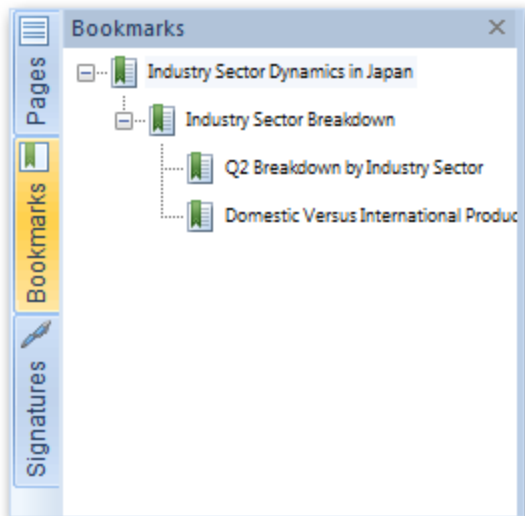 Pages
Bookmarks
Signatures
Bookmarks
Industry Sector Dynamics in Japan
Industry Sector Breakdown
Q2 Breakdown by Industry Sector
Domestic Versus International Produc